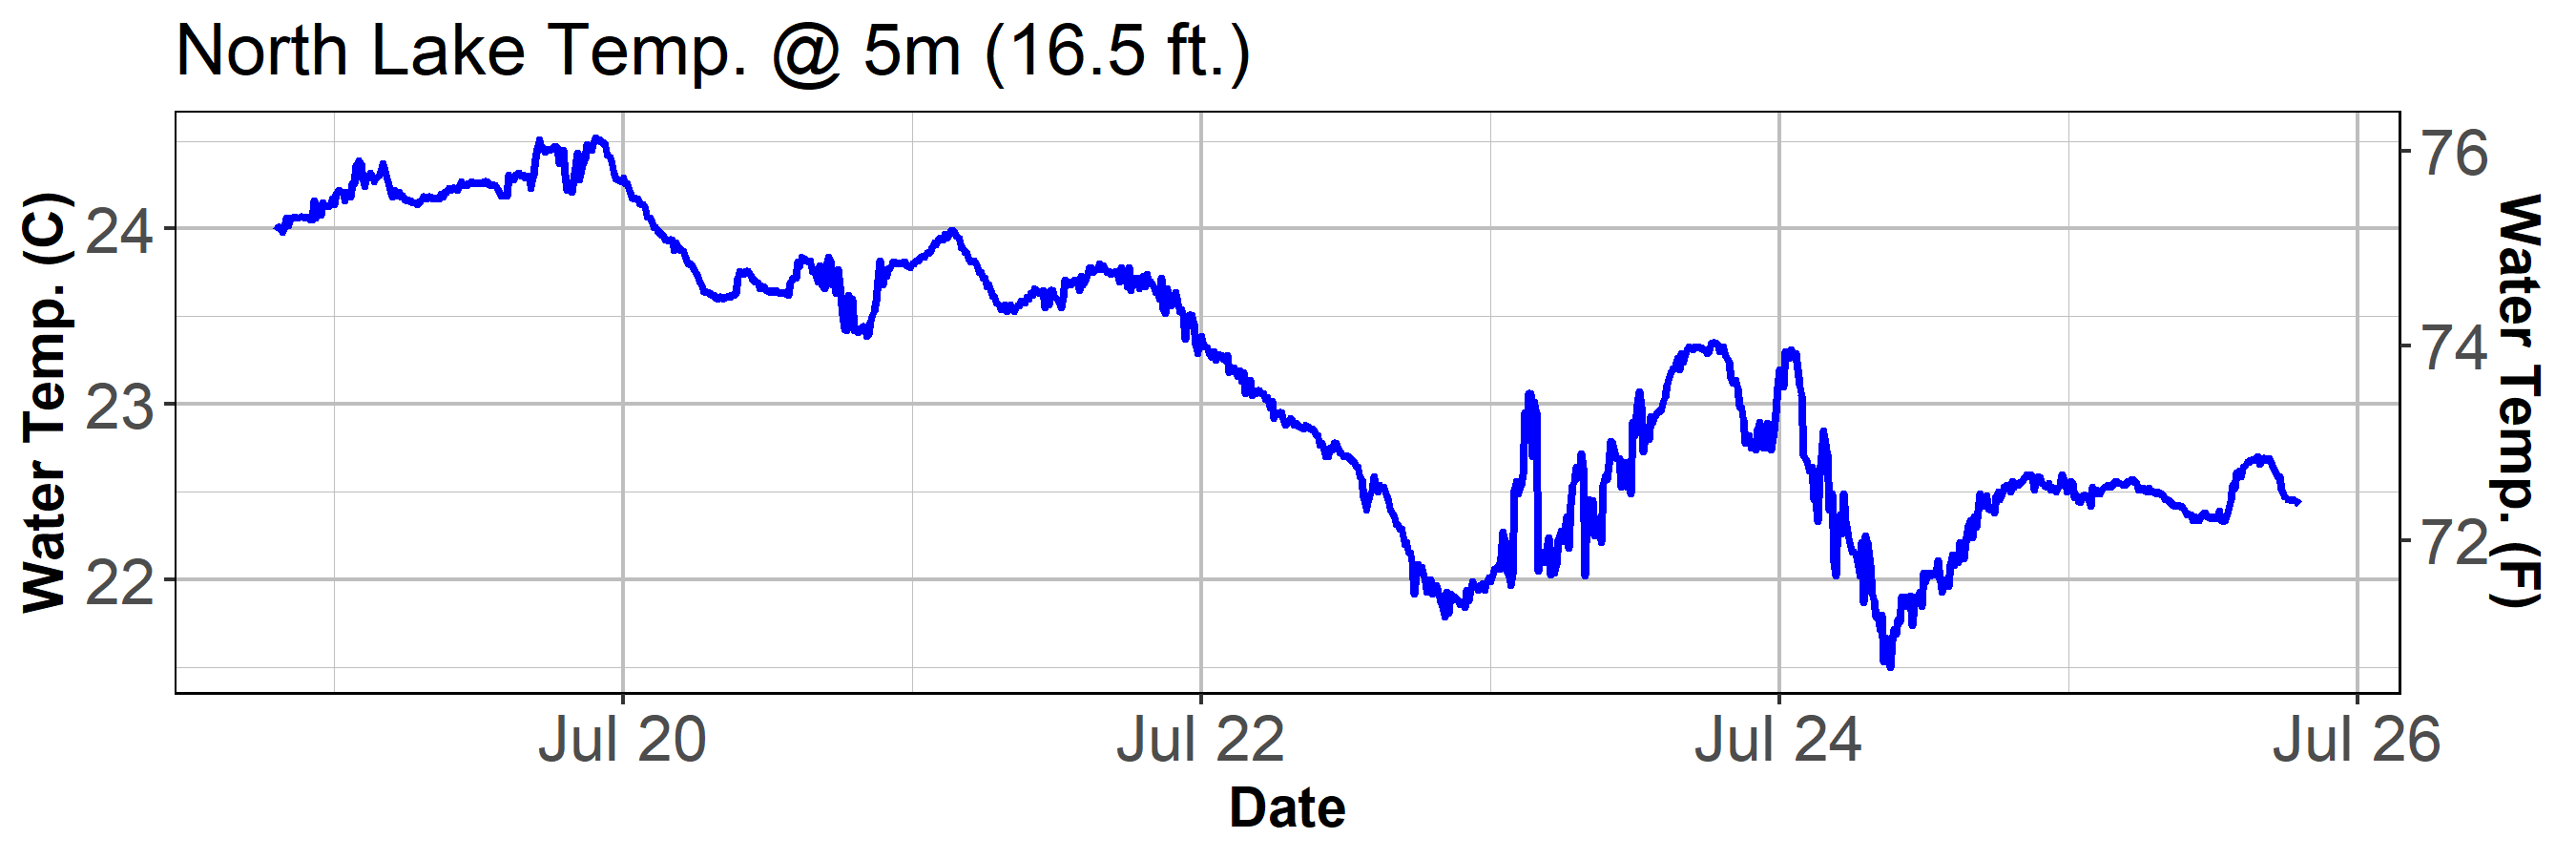 North Lake Temp. @ 5m (16.5 ft.)
Water Temp. (C)
24
23
22
76
74
72
Water Temp. (F)
Jul 20 Jul 22 Jul 24 Jul 26
Date